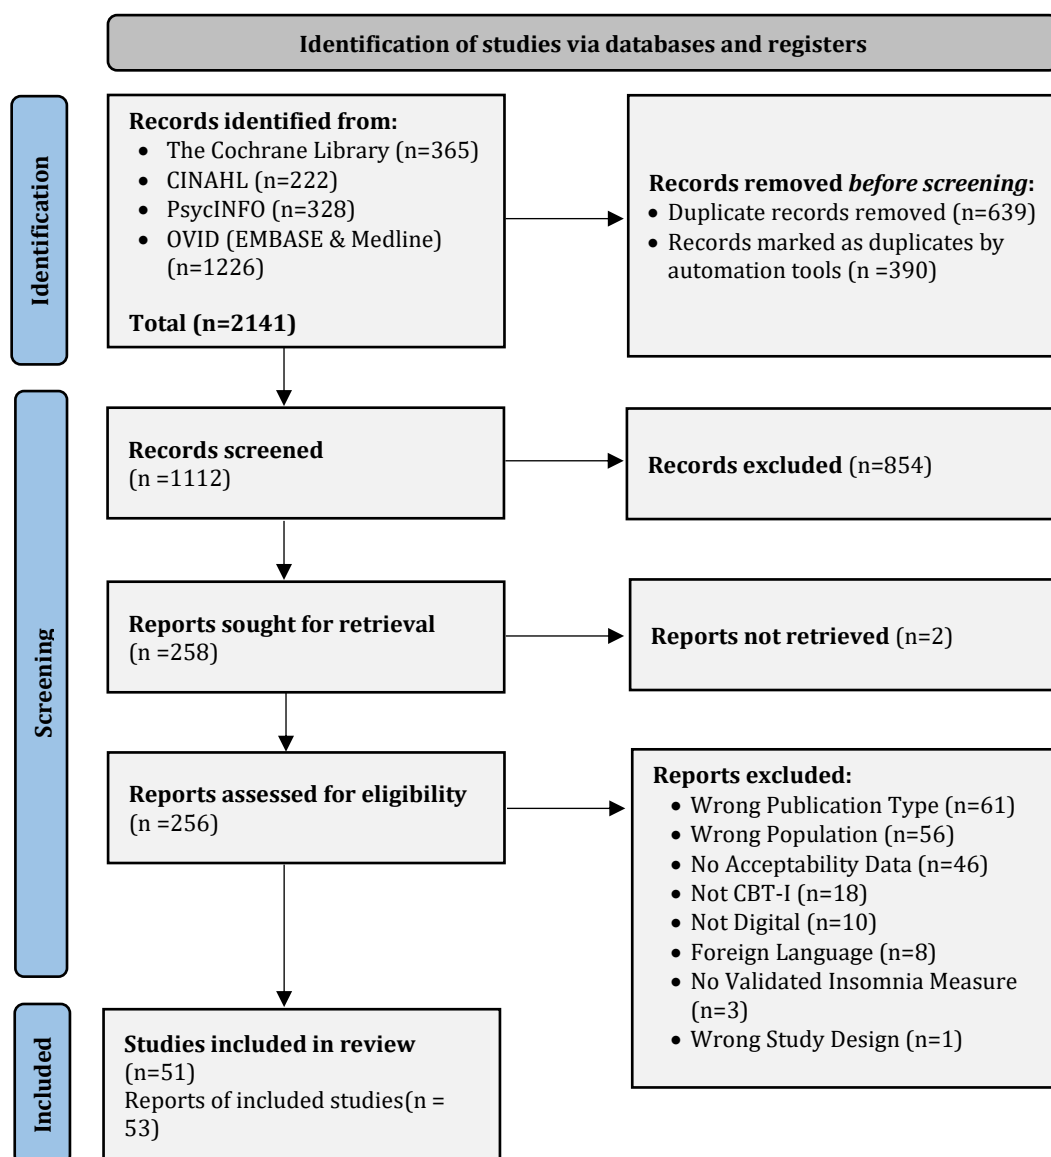 Identification of studies via databases and registers
Identification
Records identified from:
• The Cochrane Library (n=365)
• CINAHL (n=222)
• PsycINFO (n=328)
• OVID (EMBASE & Medline)
(n=1226)
Total (n=2141)
Records removed before screening:
• Duplicate records removed (n=639)
• Records marked as duplicates by
automation tools (n =390)
Screening
Records screened
(n =1112)
Records excluded (n=854)
Reports sought for retrieval
(n =258)
Reports not retrieved (n=2)
Reports assessed for eligibility
(n =256)
Reports excluded:
• Wrong Publication Type (n=61)
• Wrong Population (n=56)
• No Acceptability Data (n=46)
• Not CBT-I (n=18)
• Not Digital (n=10)
• Foreign Language (n=8)
• No Validated Insomnia Measure
(n=3)
• Wrong Study Design (n=1)
Included
Studies included in review
(n=51)
Reports of included studies(n =
53)